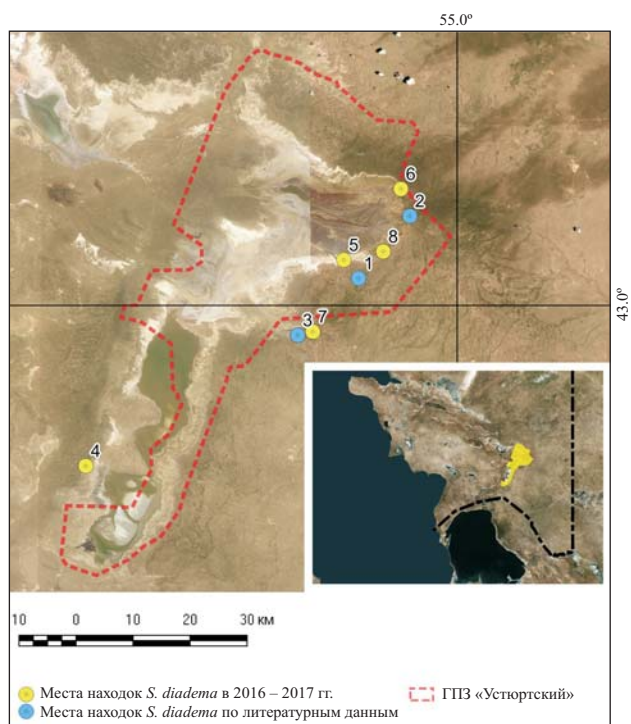 55.0º
6
2
8
5
1
43.0º
7
3
4
10 0 10 20 30 км
Места находок S. diadema в 2016 – 2017 гг.
ГПЗ «Устюртский»
Места находок S. diadema по литературным данным